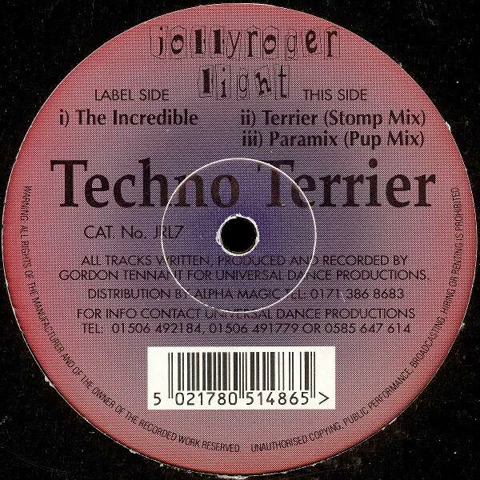 jollyroger
light
LABEL SIDE THIS SIDE
i) The Incredible ii) Terrier (Stomp Mix)
iii) Paramix (Pup Mix)
Techno Terrier
CAT. No. JRL7
ALL TRACKS WRITTEN, PRODUCED AND RECORDED BY
GORDON TENNANT FOR UNIVERSAL DANCE PRODUCTIONS.
DISTRIBUTION BY ALPHA MAGIC TEL: 0171 386 8683
FOR INFO CONTACT UNIVERSAL DANCE PRODUCTIONS
TEL: 01506 492184, 01506 491779 OR 0585 647 614
5 021780 514865 >
WARNING: ALL RIGHTS OF THE MANUFACTURER AND OF THE OWNER OF THE RECORDED WORK RESERVED UNAUTHORISED COPYING, PUBLIC PERFORMANCE, BROADCASTING, HIRING OR RENTING IS PROHIBITED